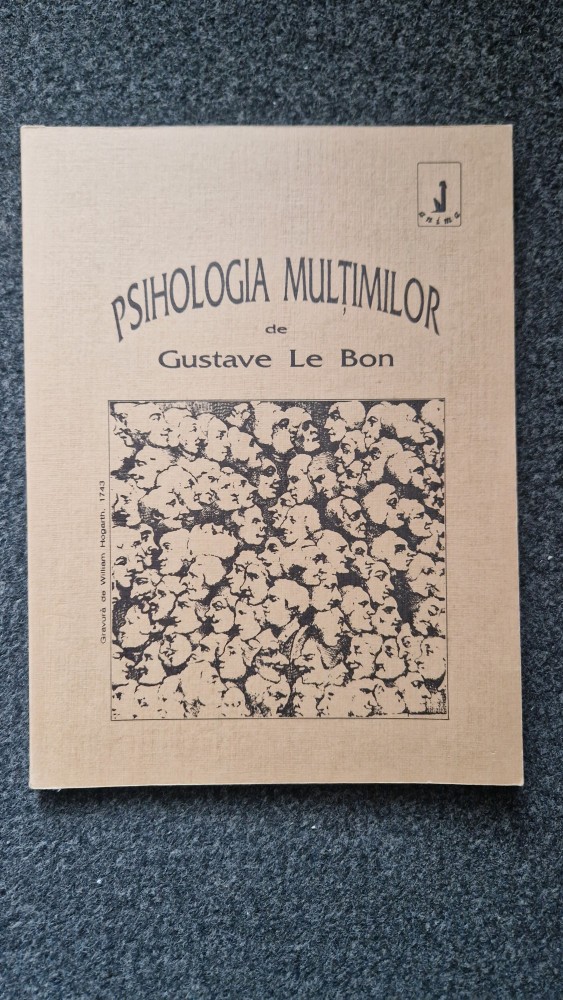 anima
PSIHOLOGIA MULȚIMILOR
de
Gustave Le Bon
Gravură de William Hogarth, 1743